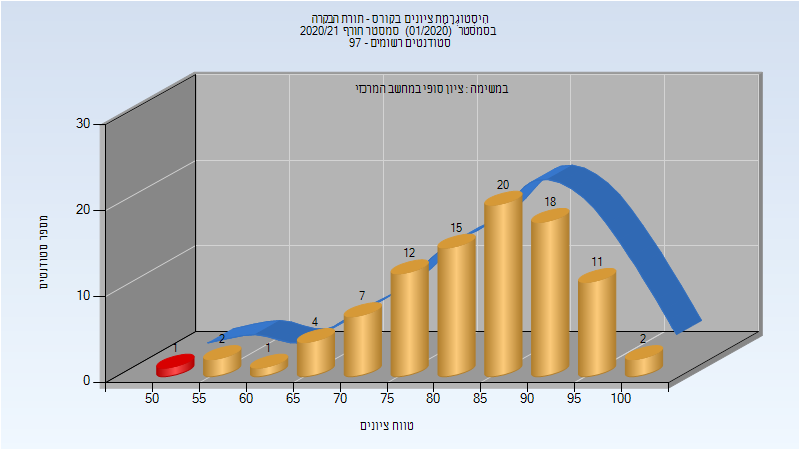 היסטוגרמת ציונים בקורס - תורת הבקרה
בסמסטר (01/2020) סמסטר חורף 2020/21
סטודנטים רשומים - 97
במשימה : ציון סופי במחשב המרכזי
מספר סטודנטים
30
20
10
0
1
2
1
4
7
12
15
20
18
11
2
50 55 60 65 70 75 80 85 90 95 100
טווח ציונים